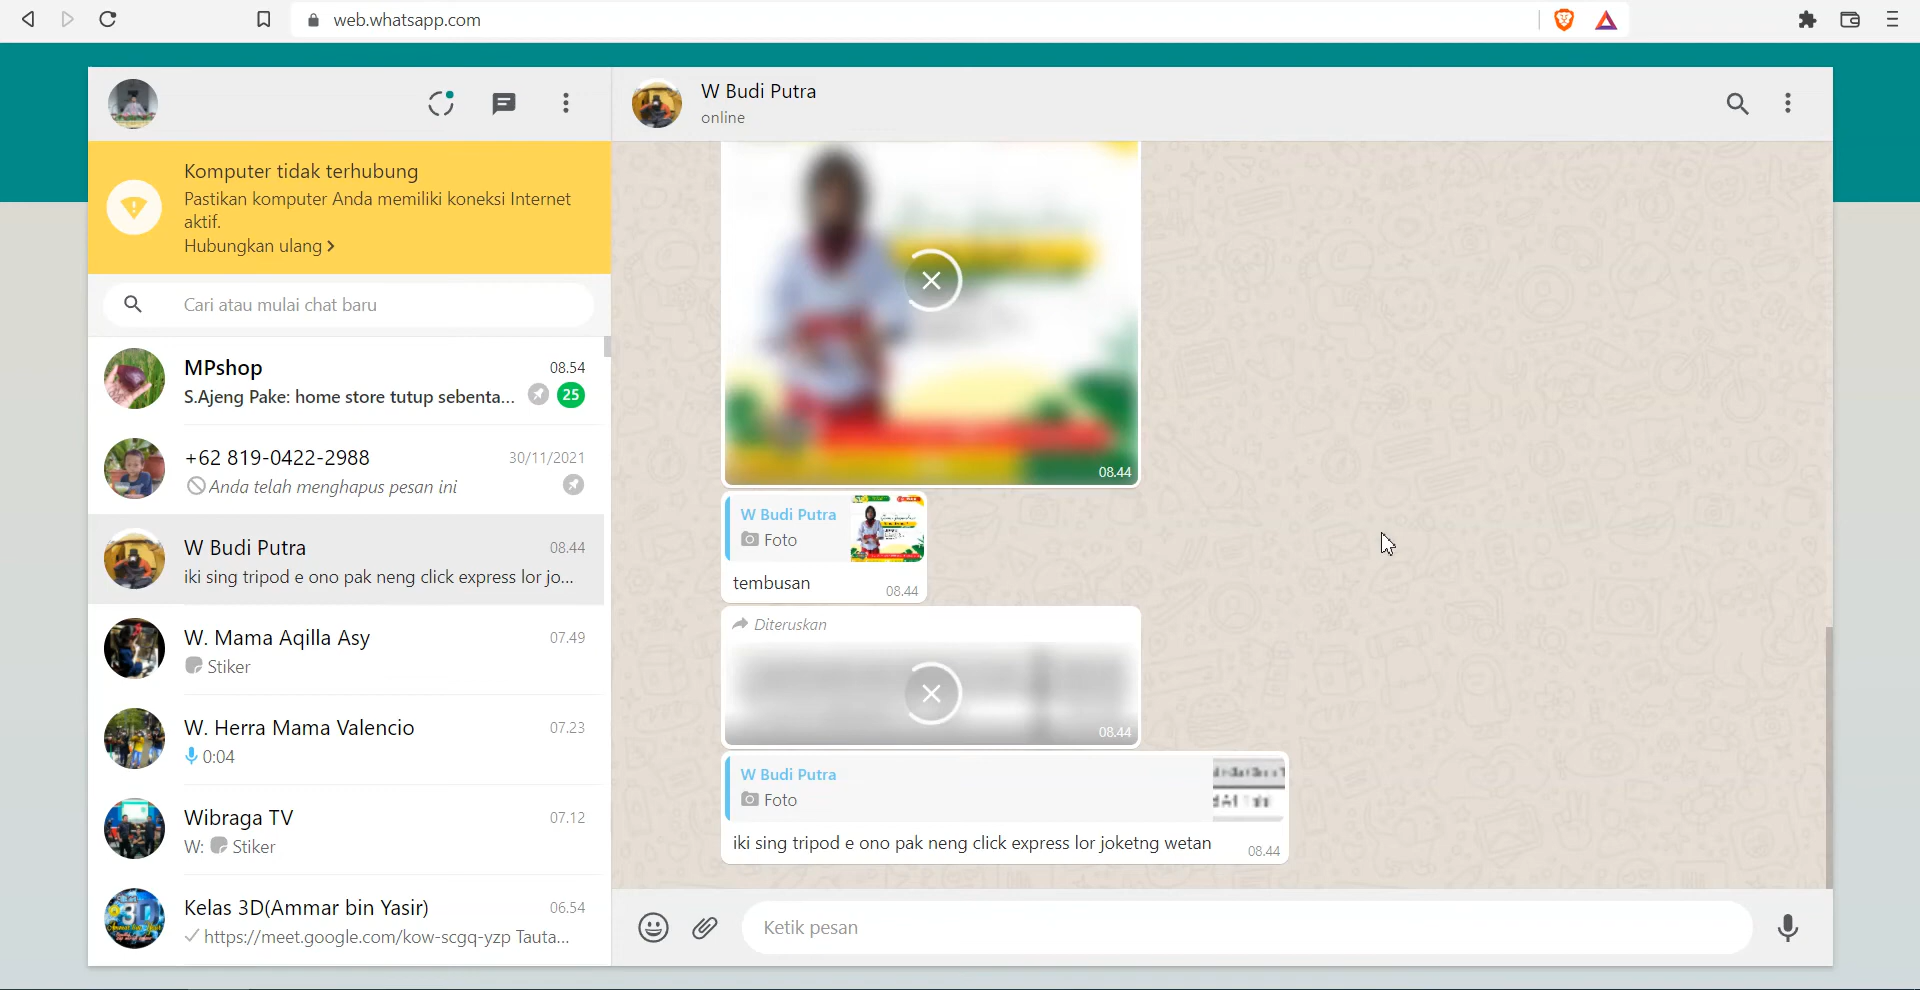 web.whatsapp.com
Komputer tidak terhubung
Pastikan komputer Anda memiliki koneksi Internet
aktif.
Hubungkan ulang >
Cari atau mulai chat baru
MPshop 08.54
S.Ajeng Pake: home store tutup sebenta... 25
+62 819-0422-2988 30/11/2021
Anda telah menghapus pesan ini
W Budi Putra 08.44
iki sing tripod e ono pak neng click express lor jo...
W. Mama Aqilla Asy 07.49
Stiker
W. Herra Mama Valencio 07.23
0:04
Wibraga TV 07.12
W: Stiker
Kelas 3D(Ammar bin Yasir) 06.54
https://meet.google.com/kow-scgq-yzp Tauta...
W Budi Putra
online
08.44
W Budi Putra
Foto
tembusan 08.44
Diteruskan
08.44
W Budi Putra
Foto
iki sing tripod e ono pak neng click express lor joketng wetan 08.44
Ketik pesan